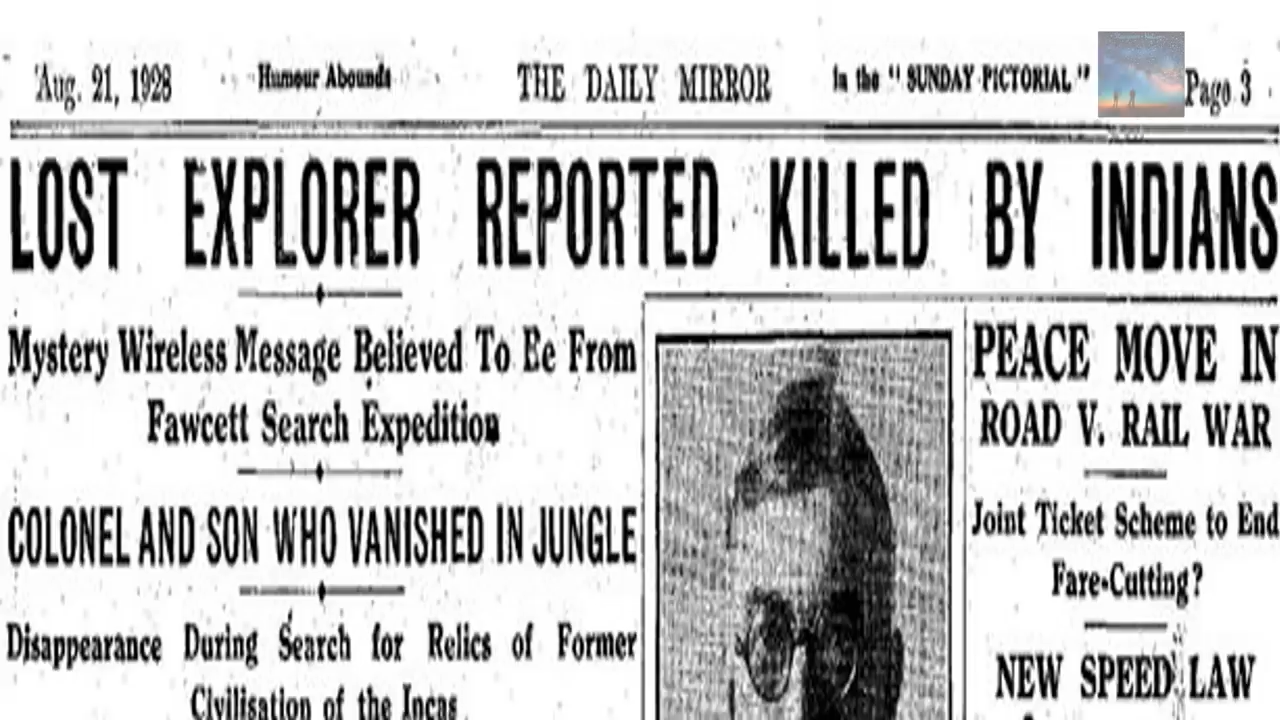 Aug. 21, 1928 Humour Abounds THE DAILY MIRROR In the "SUNDAY PICTORIAL" Page 3
LOST EXPLORER REPORTED KILLED BY INDIANS
Mystery Wireless Message Believed To Be From
Fawcett Search Expedition
COLONEL AND SON WHO VANISHED IN JUNGLE
Disappearance During Search for Relics of Former
Civilisation of the Incas
PEACE MOVE IN
ROAD V. RAIL WAR
Joint Ticket Scheme to End
Fare-Cutting?
NEW SPEED LAW